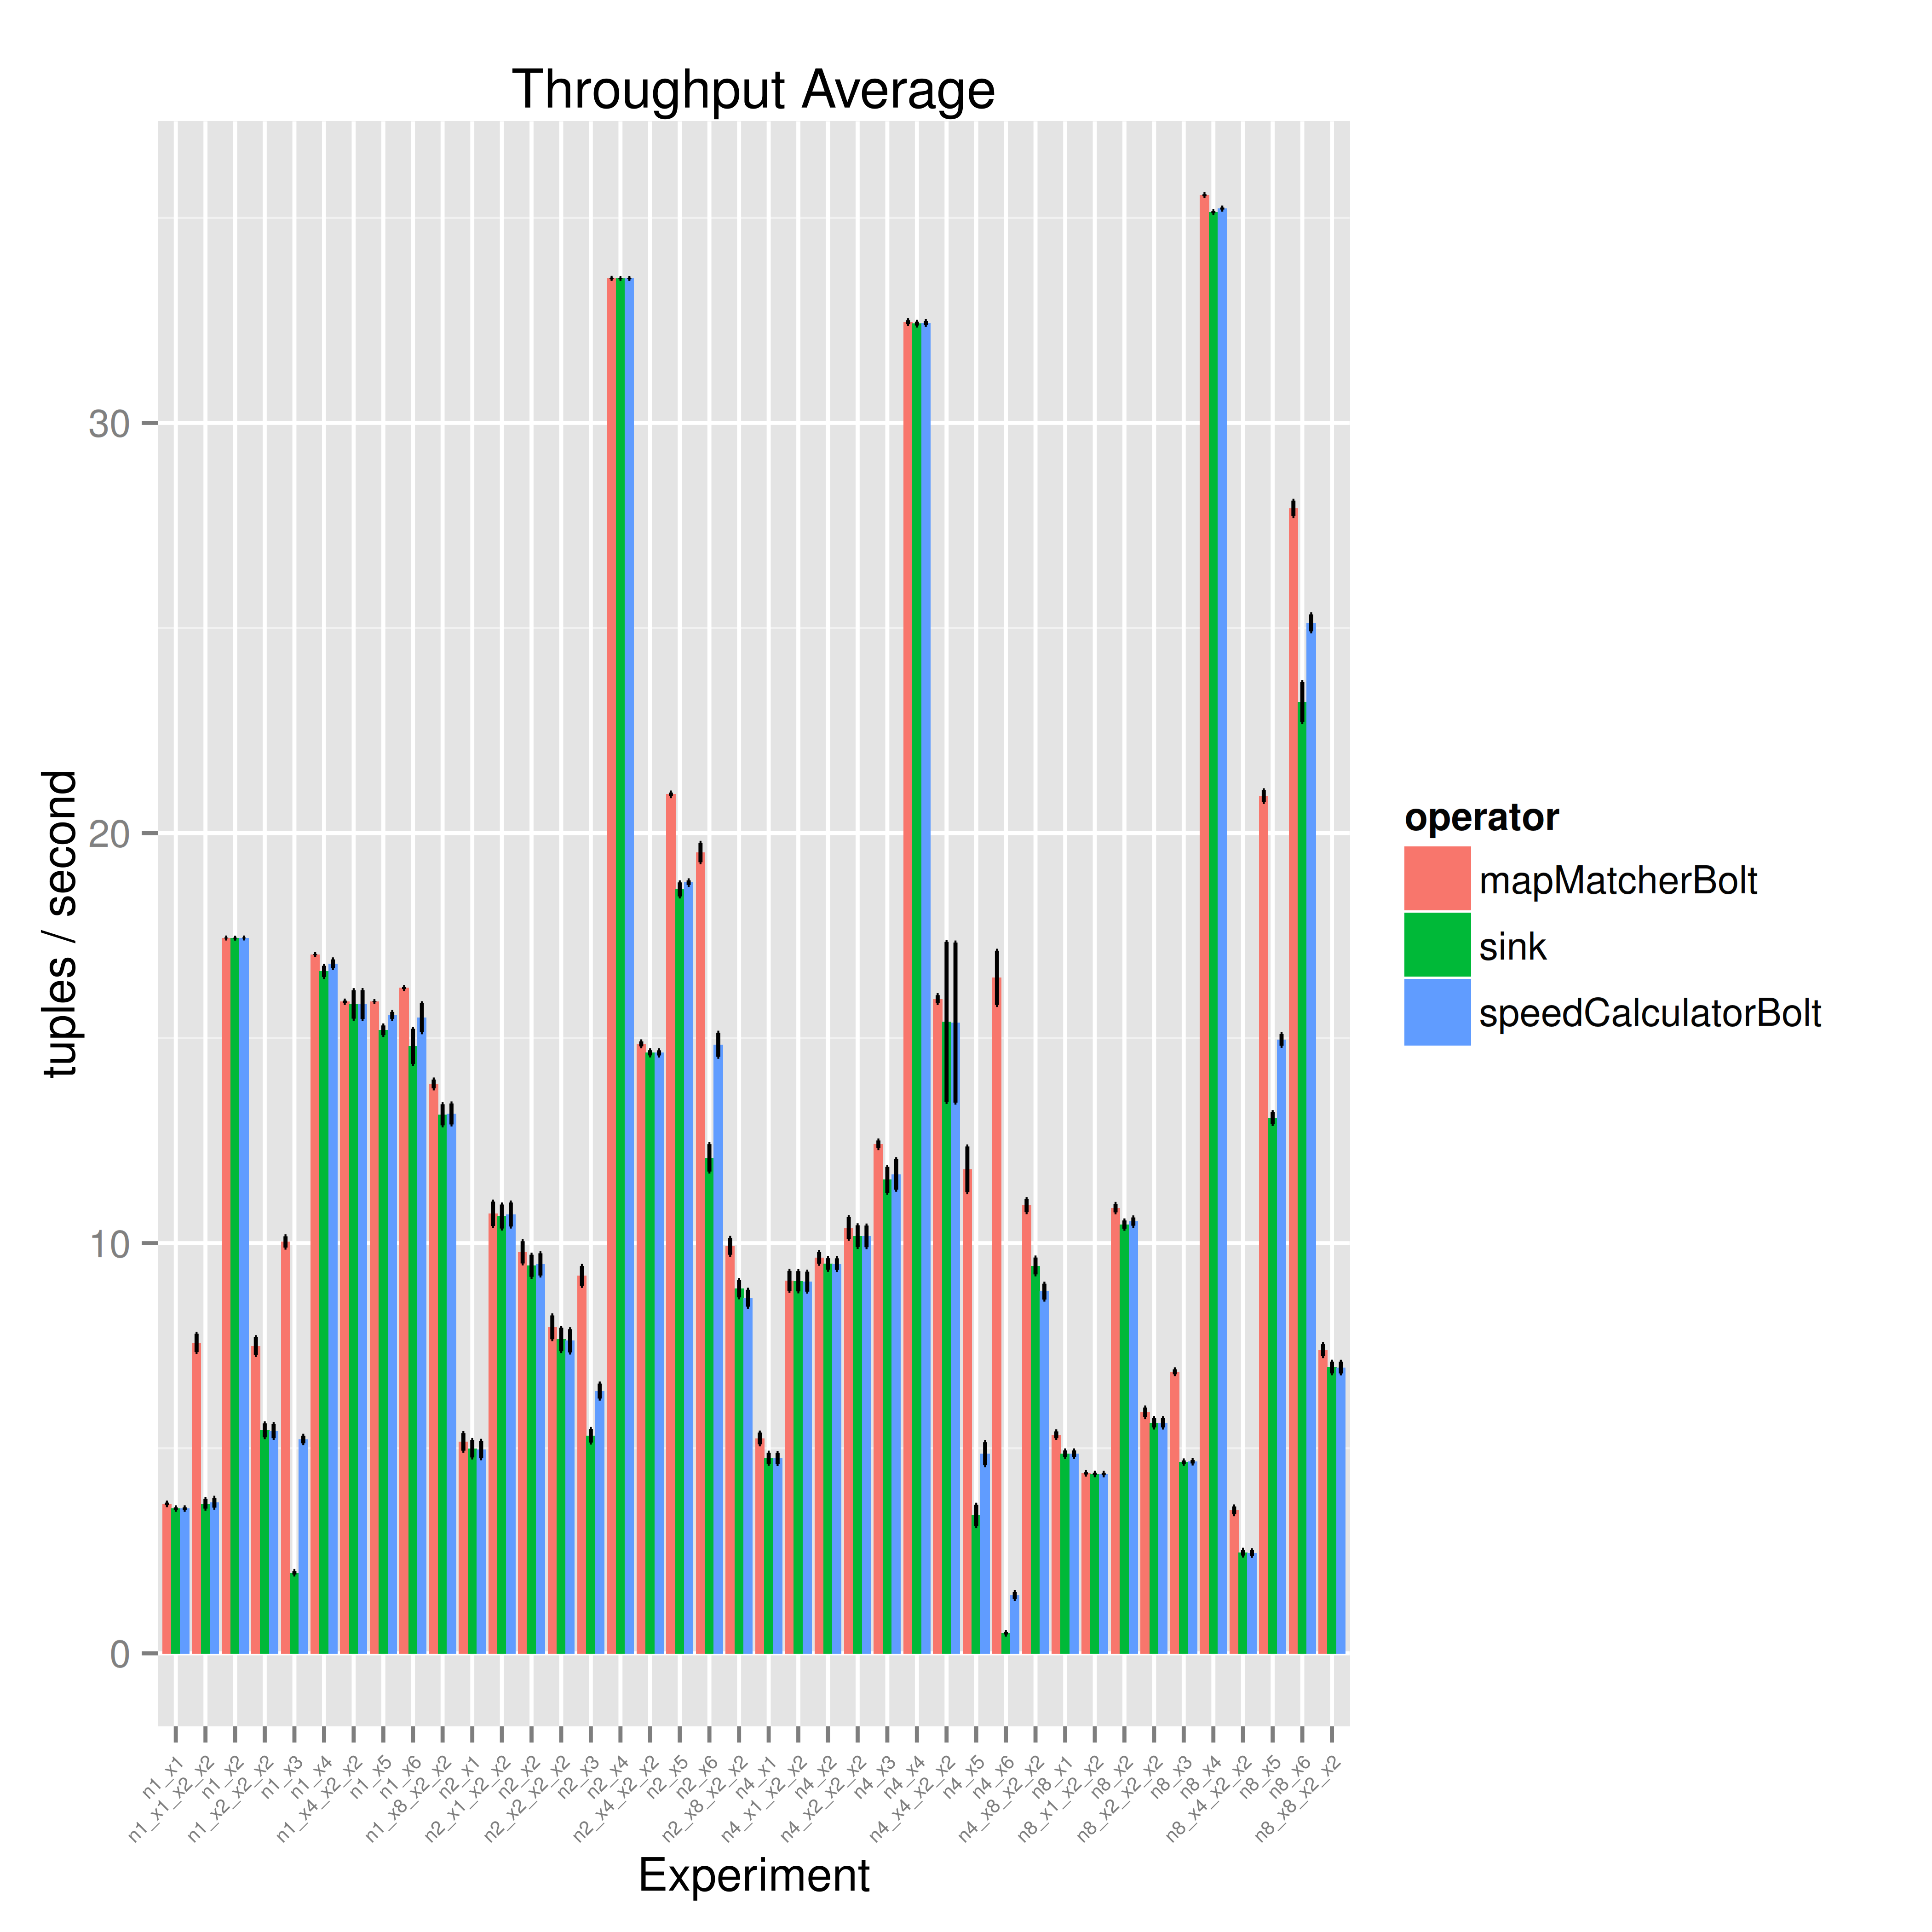 Throughput Average
tuples / second
30
20
10
0
n1_x1
n1_x1_x2_x2
n1_x2
n1_x2_x2_x2
n1_x3
n1_x4
n1_x4_x2_x2
n1_x5
n1_x6
n1_x8_x2_x2
n2_x1
n2_x1_x2_x2
n2_x2
n2_x2_x2_x2
n2_x3
n2_x4
n2_x4_x2_x2
n2_x5
n2_x6
n2_x8_x2_x2
n4_x1
n4_x1_x2_x2
n4_x2
n4_x2_x2_x2
n4_x3
n4_x4
n4_x4_x2_x2
n4_x5
n4_x6
n4_x8_x2_x2
n8_x1
n8_x1_x2_x2
n8_x2
n8_x2_x2_x2
n8_x3
n8_x4
n8_x4_x2_x2
n8_x5
n8_x6
n8_x8_x2_x2
Experiment
operator
mapMatcherBolt
sink
speedCalculatorBolt